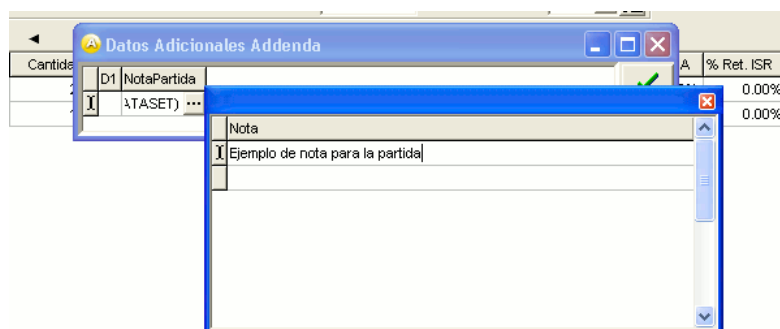 Datos Adicionales Addenda
Cantida
% Ret. ISR
D1 NotaPartida
0.00%
ATASET) ...
0.00%
Nota
Ejemplo de nota para la partida